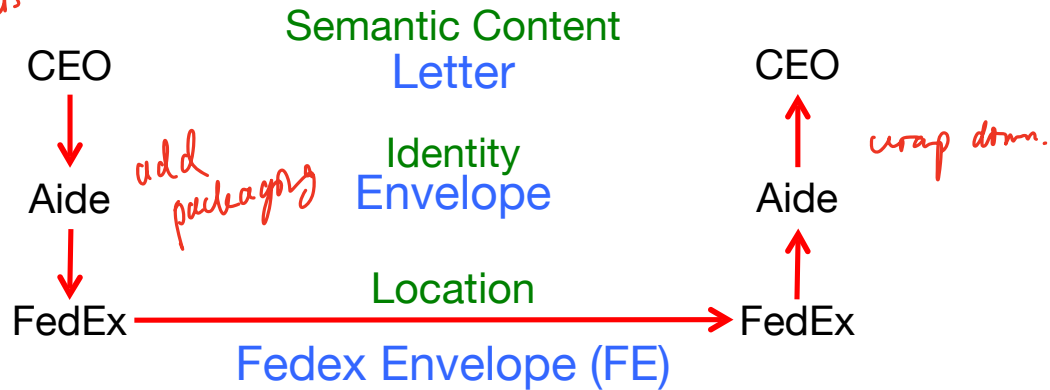 Semantic Content
CEO
Letter
CEO
add
packaging
Identity
wrap down.
Aide
Envelope
Aide
Location
FedEx
FedEx
Fedex Envelope (FE)